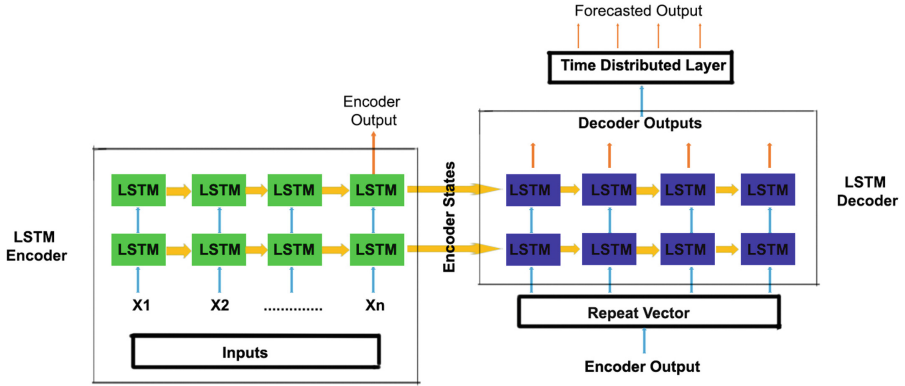 Forecasted Output
Time Distributed Layer
Encoder
Output
Decoder Outputs
LSTM LSTM LSTM LSTM
LSTM LSTM LSTM LSTM
LSTM
Encoder
LSTM LSTM LSTM LSTM
X1 X2 .............. Xn
Inputs
Encoder States
LSTM LSTM LSTM LSTM
LSTM
Decoder
Repeat Vector
Encoder Output